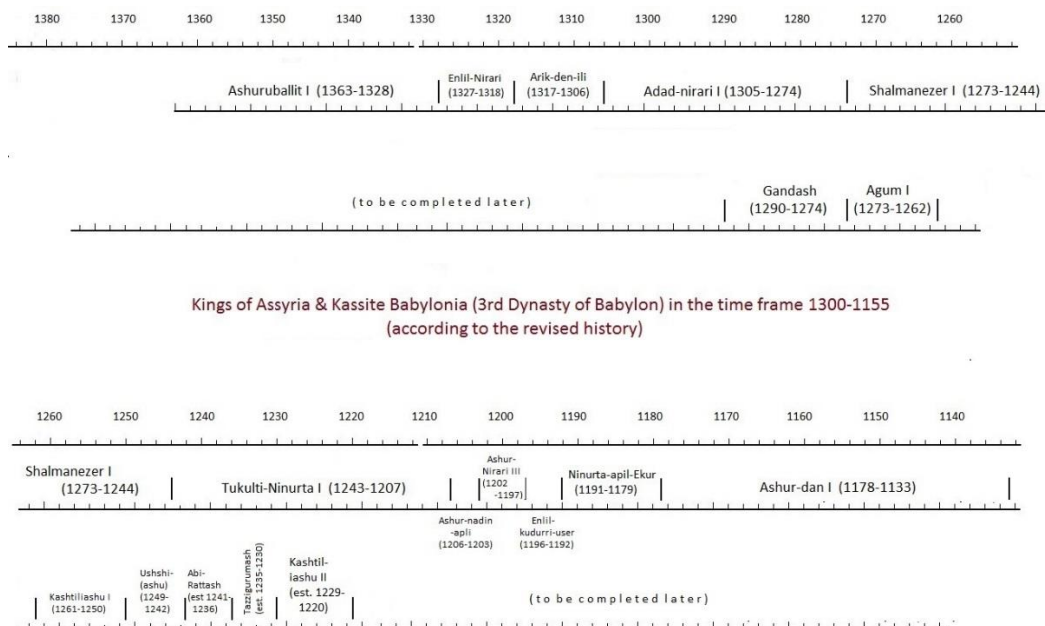 1380 1370 1360 1350 1340 1330 1320 1310 1300 1290 1280 1270 1260
Ashuruballit I (1363-1328)
Enlil-Nirari
(1327-1318)
Arik-den-ili
(1317-1306)
Adad-nirari I (1305-1274)
Shalmanezer I (1273-1244)
(to be completed later)
Gandash
(1290-1274)
Agum I
(1273-1262)
Kings of Assyria & Kassite Babylonia (3rd Dynasty of Babylon) in the time frame 1300-1155
(according to the revised history)
1260 1250 1240 1230 1220 1210 1200 1190 1180 1170 1160 1150 1140
Shalmanezer I
(1273-1244)
Tukulti-Ninurta I (1243-1207)
Ashur-
Nirari III
(1202
-1197)
Ninurta-apil-Ekur
(1191-1179)
Ashur-dan I (1178-1133)
Ashur-nadin
-apli
(1206-1203)
Enlil-
kudurri-user
(1196-1192)
Kashtiliashu I
(1261-1250)
Ushshi-
(ashu)
(1249-
1242)
Abi-
Rattash
(est 1241-
1236)
Tazzigurumash
(est. 1235-1230)
Kashtil-
iashu II
(est. 1229-
1220)
(to be completed later)